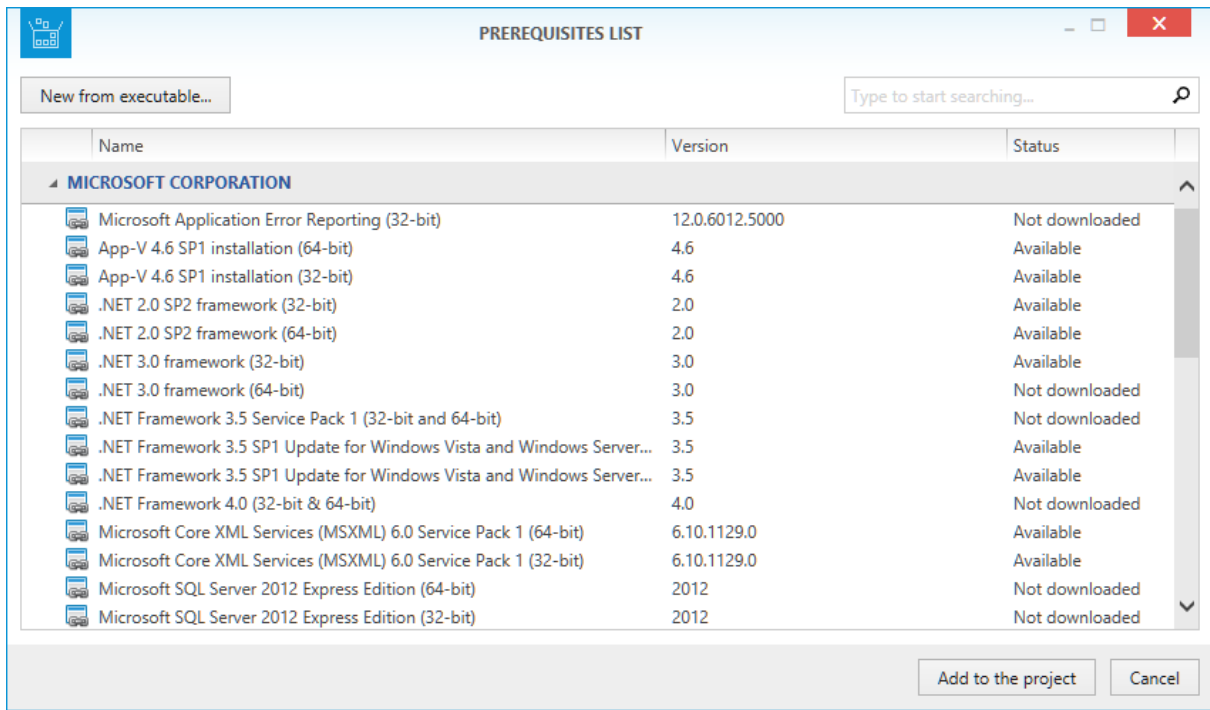 PREREQUISITES LIST
New from executable...
Type to start searching...
Name Version Status
MICROSOFT CORPORATION
Microsoft Application Error Reporting (32-bit) 12.0.6012.5000 Not downloaded
App-V 4.6 SP1 installation (64-bit) 4.6 Available
App-V 4.6 SP1 installation (32-bit) 4.6 Available
.NET 2.0 SP2 framework (32-bit) 2.0 Available
.NET 2.0 SP2 framework (64-bit) 2.0 Available
.NET 3.0 framework (32-bit) 3.0 Available
.NET 3.0 framework (64-bit) 3.0 Not downloaded
.NET Framework 3.5 Service Pack 1 (32-bit and 64-bit) 3.5 Not downloaded
.NET Framework 3.5 SP1 Update for Windows Vista and Windows Server... 3.5 Available
.NET Framework 3.5 SP1 Update for Windows Vista and Windows Server... 3.5 Available
.NET Framework 4.0 (32-bit & 64-bit) 4.0 Not downloaded
Microsoft Core XML Services (MSXML) 6.0 Service Pack 1 (64-bit) 6.10.1129.0 Available
Microsoft Core XML Services (MSXML) 6.0 Service Pack 1 (32-bit) 6.10.1129.0 Available
Microsoft SQL Server 2012 Express Edition (64-bit) 2012 Not downloaded
Microsoft SQL Server 2012 Express Edition (32-bit) 2012 Not downloaded
Add to the project Cancel